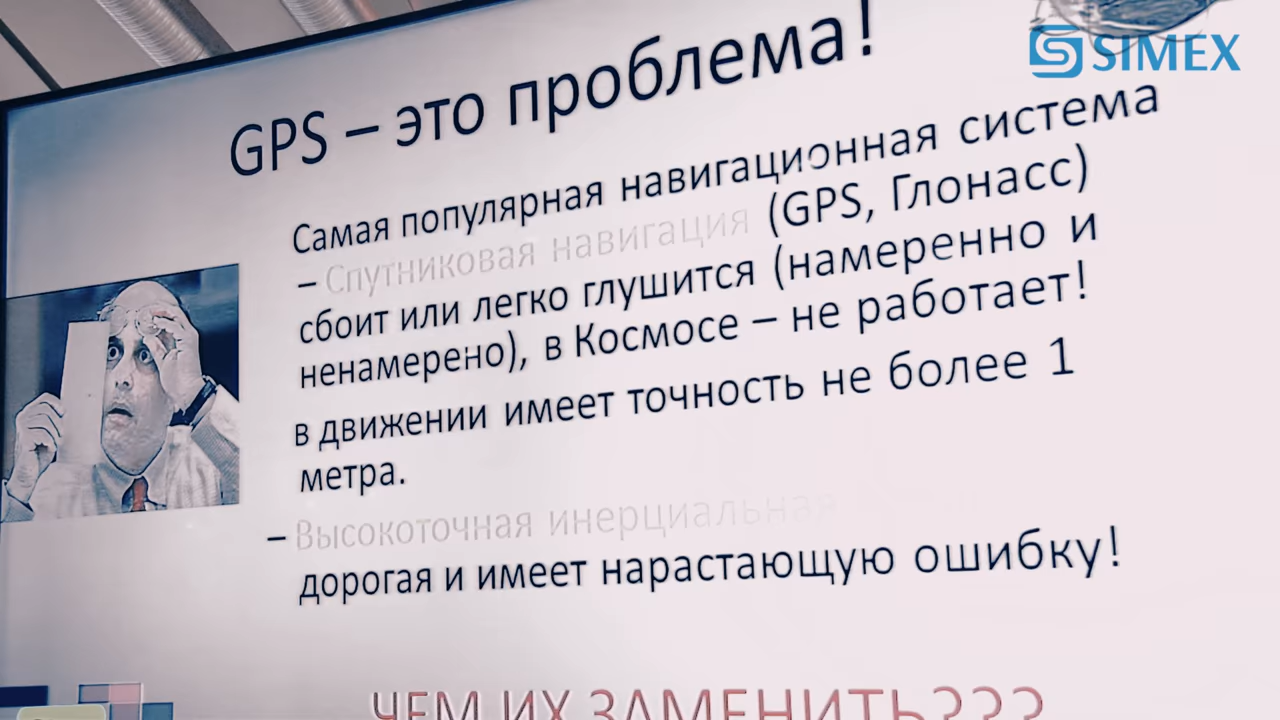 SIMEX
GPS – это проблема!
Самая популярная навигационная система
– Спутниковая навигация (GPS, Глонасс)
сбоит или легко глушится (намеренно и
ненамерено), в Космосе – не работает!
в движении имеет точность не более 1
метра.
– Высокоточная инерциальная
дорогая и имеет нарастающую ошибку!
ЧЕМ ИХ ЗАМЕНИТЬ???